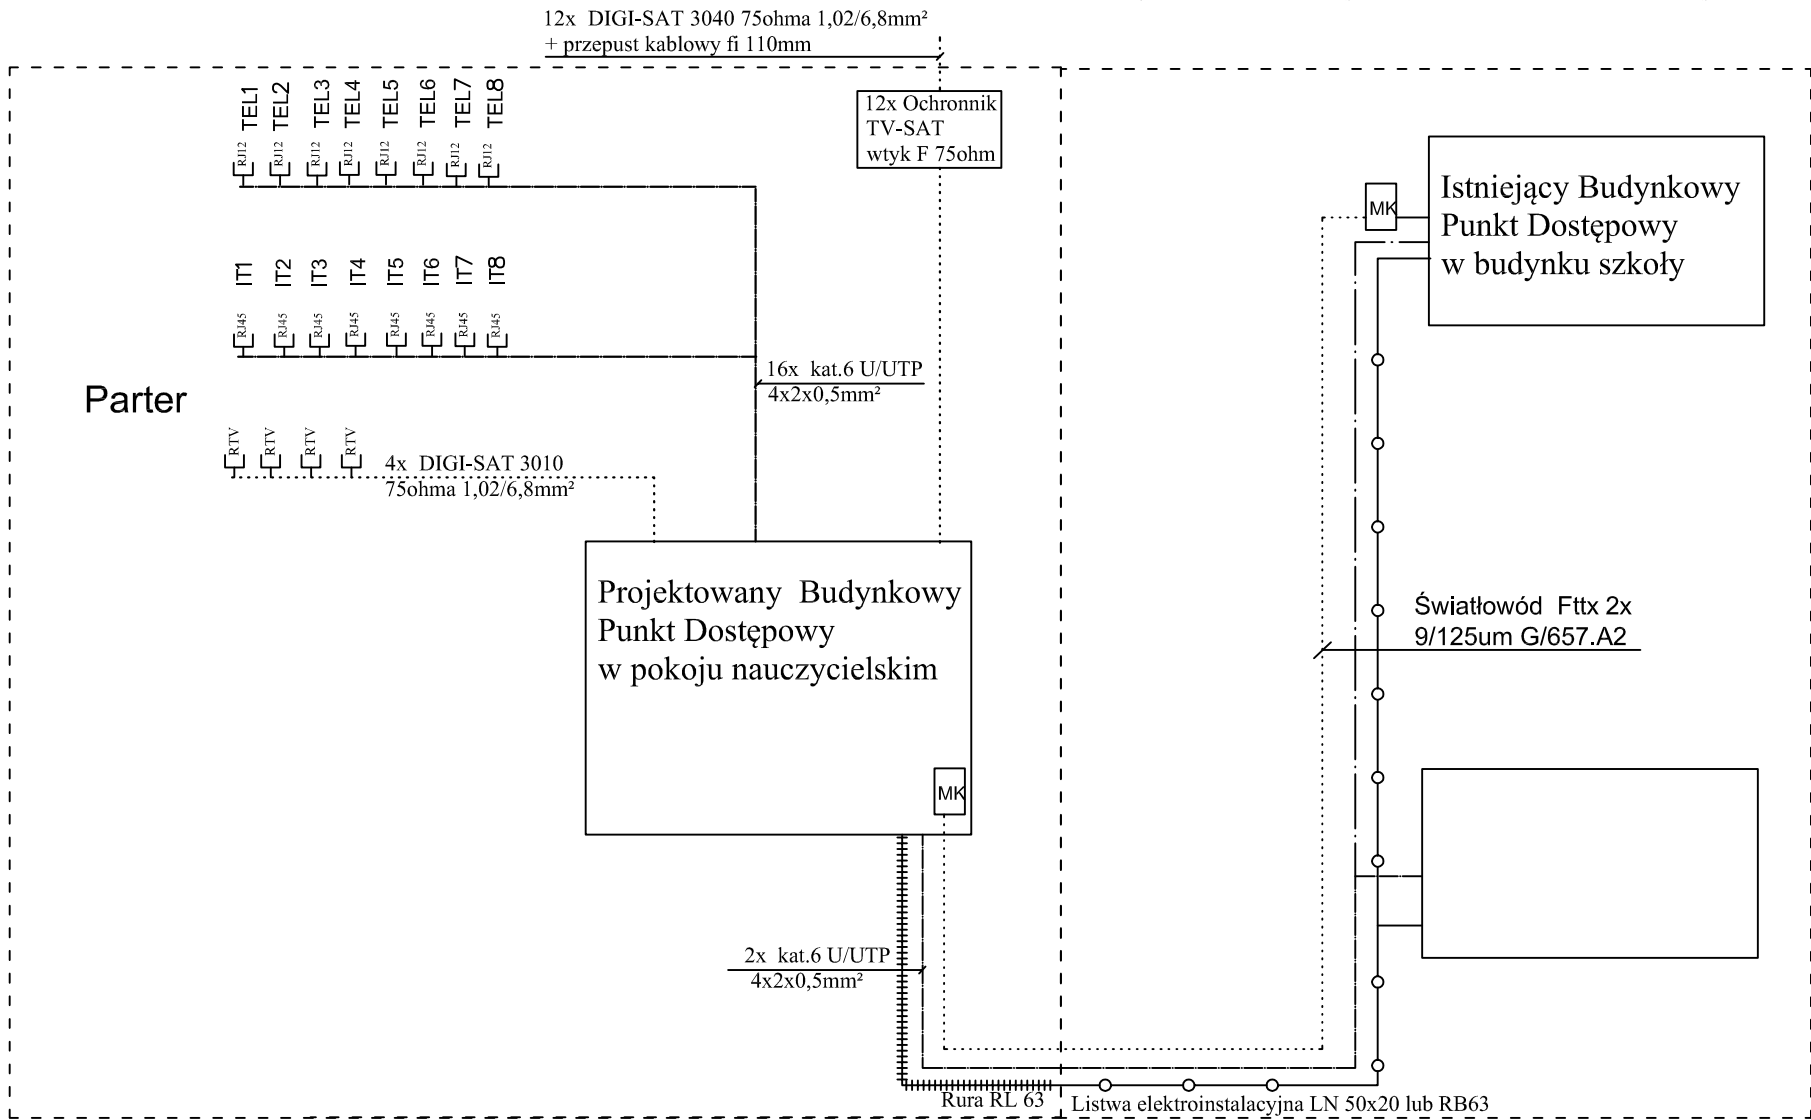 12x DIGI-SAT 3040 75ohma 1,02/6,8mm²
+ przepust kablowy fi 110mm
TEL1 TEL2 TEL3 TEL4 TEL5 TEL6 TEL7 TEL8
RJ12 RJ12 RJ12 RJ12 RJ12 RJ12 RJ12 RJ12
12x Ochronnik
TV-SAT
wtyk F 75ohm
MK
Istniejący Budynkowy
Punkt Dostępowy
w budynku szkoły
IT1 IT2 IT3 IT4 IT5 IT6 IT7 IT8
RJ45 RJ45 RJ45 RJ45 RJ45 RJ45 RJ45 RJ45
16x kat.6 U/UTP
4x2x0,5mm²
Parter
RTV RTV RTV RTV
4x DIGI-SAT 3010
75ohma 1,02/6,8mm²
Projektowany Budynkowy
Punkt Dostępowy
w pokoju nauczycielskim
MK
Światłowód Fttx 2x
9/125um G/657.A2
2x kat.6 U/UTP
4x2x0,5mm²
Rura RL 63
Listwa elektroinstalacyjna LN 50x20 lub RB63